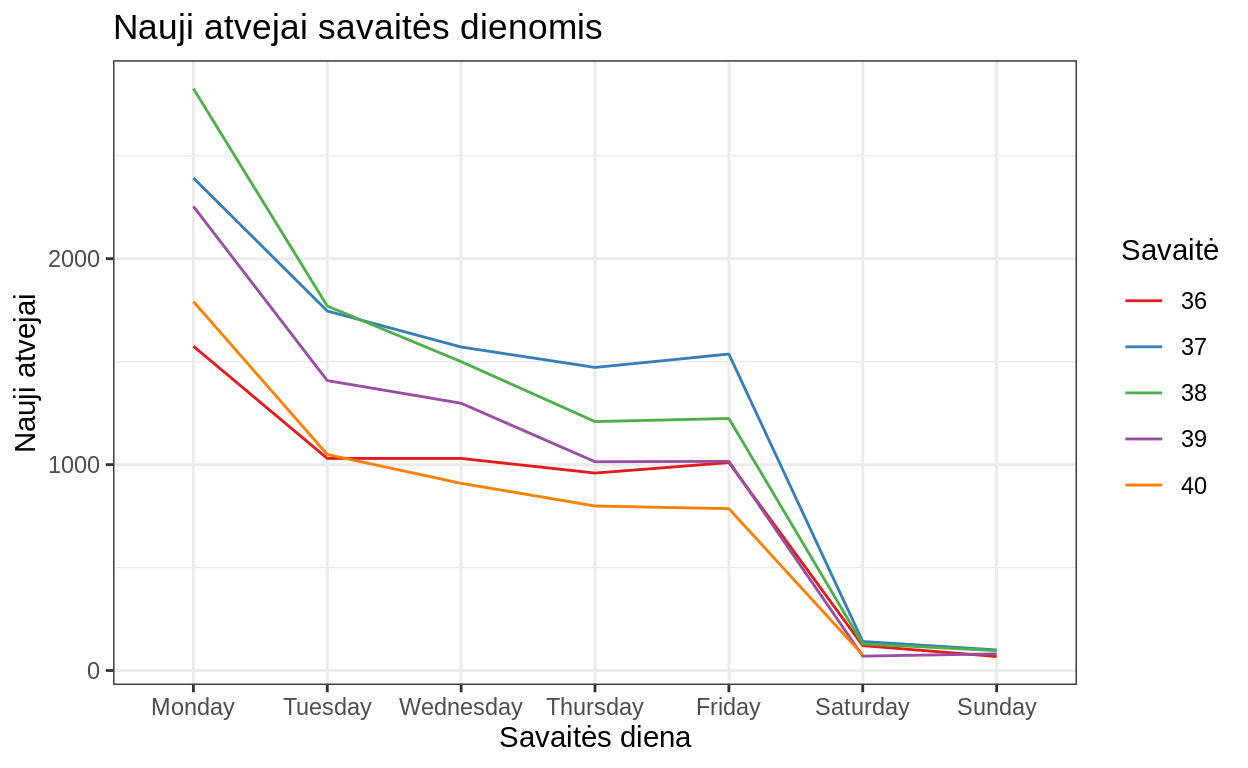 Nauji atvejai savaitės dienomis
Nauji atvejai
2000
1000
0
Monday Tuesday Wednesday Thursday Friday Saturday Sunday
Savaitės diena
Savaitė
36
37
38
39
40